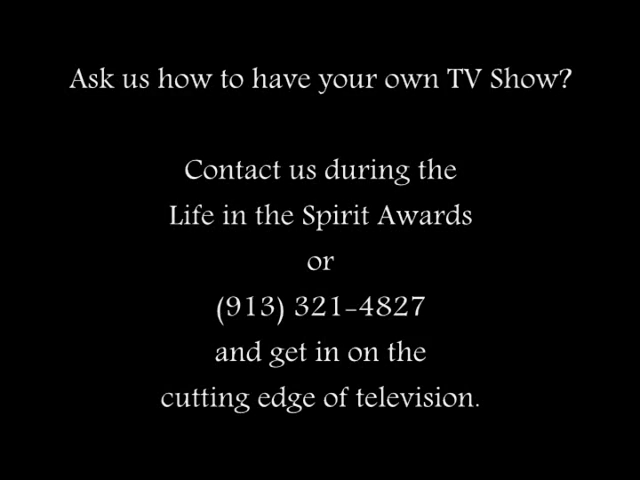 Ask us how to have your own TV Show?
Contact us during the
Life in the Spirit Awards
or
(913) 321-4827
and get in on the
cutting edge of television.